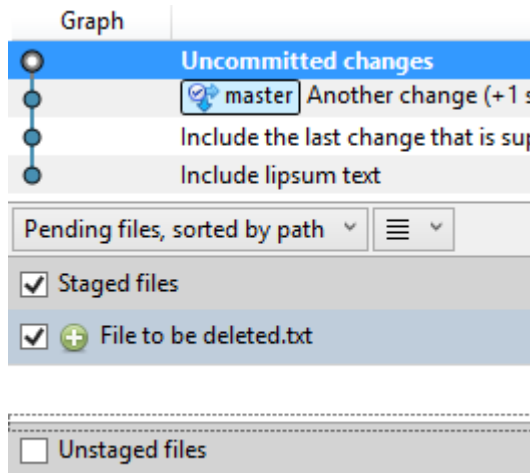 Graph
Uncommitted changes
master Another change (+1
Include the last change that is
Include lipsum text
Pending files, sorted by path
Staged files
File to be deleted.txt
Unstaged files